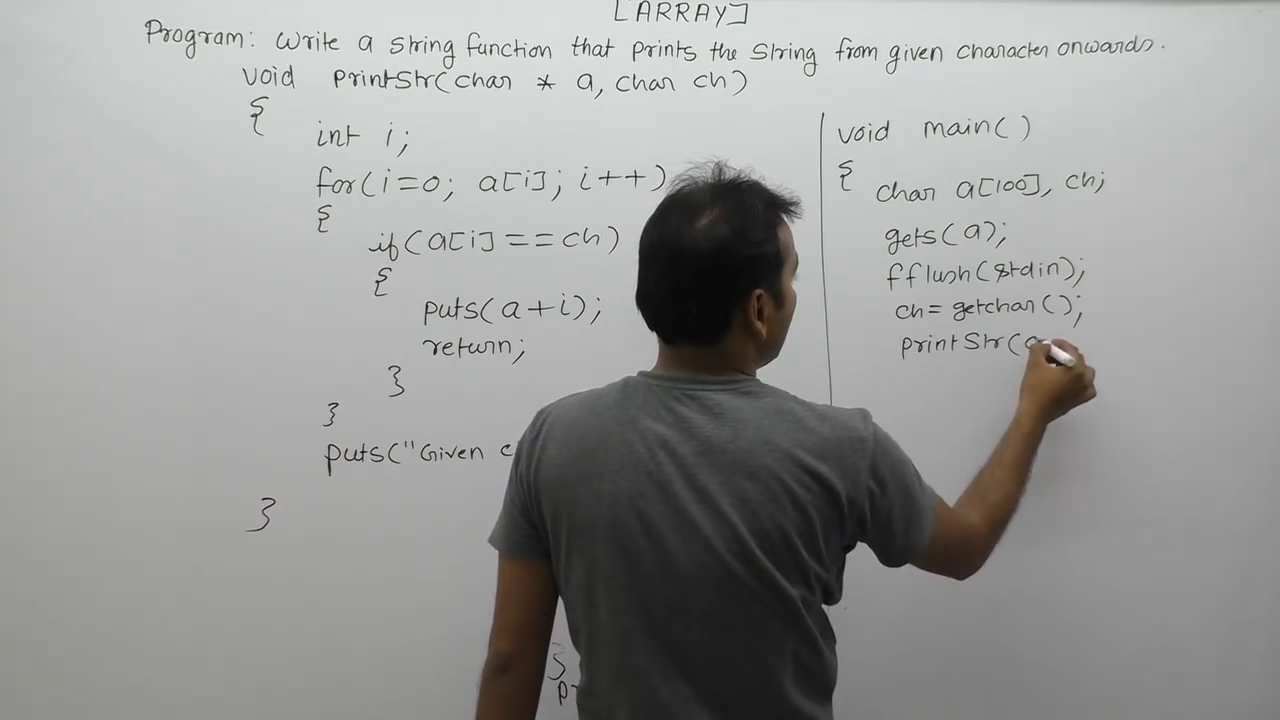 [ARRAY]
Program: Write a string function that prints the string from given character onwards.
void printStr(char * a, char ch)
{
int i;
for(i=0; a[i]; i++)
{
if(a[i]==ch)
{
puts(a+i);
return;
}
}
puts("Given
}
void main()
{
char a[100], ch;
gets(a);
fflush(stdin);
ch=getchar();
printStr(a
}